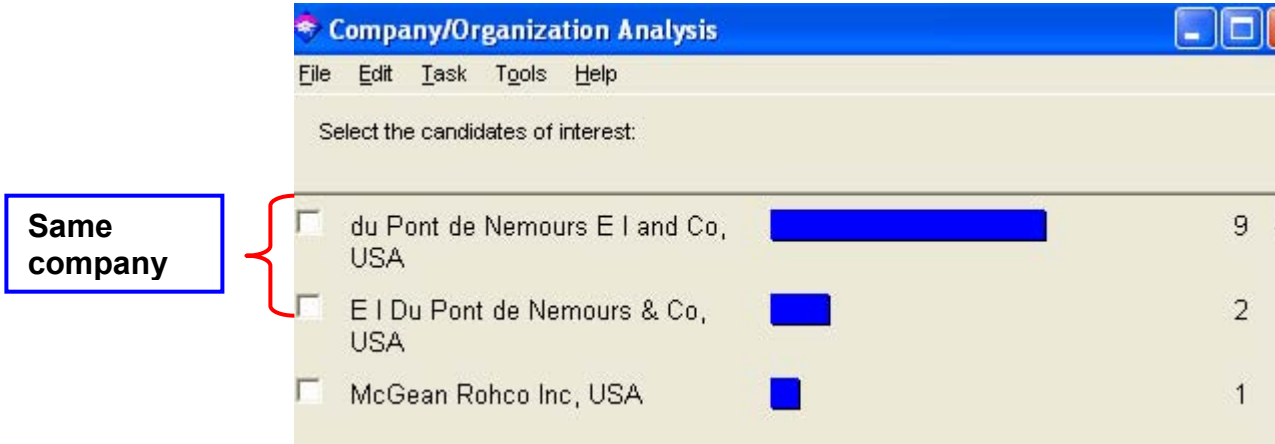 Company/Organization Analysis
File Edit Task Tools Help
Select the candidates of interest:
Same
company
du Pont de Nemours E I and Co, 9
USA
E I Du Pont de Nemours & Co, 2
USA
McGean Rohco Inc, USA 1